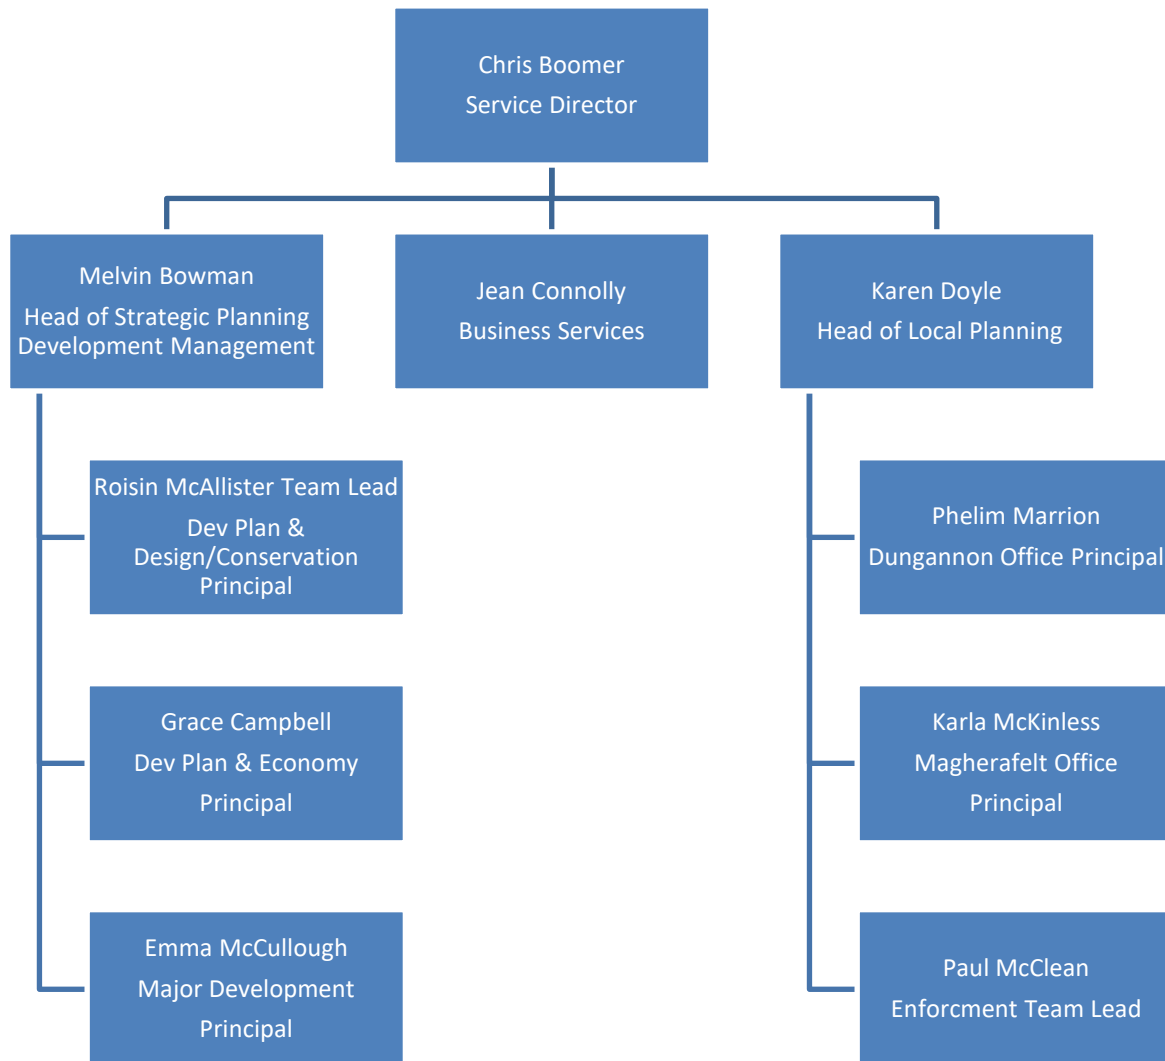 Chris Boomer
Service Director
Melvin Bowman
Head of Strategic Planning
Development Management
Jean Connolly
Business Services
Karen Doyle
Head of Local Planning
Roisin McAllister Team Lead
Dev Plan &
Design/Conservation
Principal
Phelim Marrion
Dungannon Office Principal
Grace Campbell
Dev Plan & Economy
Principal
Karla McKinless
Magherafelt Office
Principal
Emma McCullough
Major Development
Principal
Paul McClean
Enforcment Team Lead